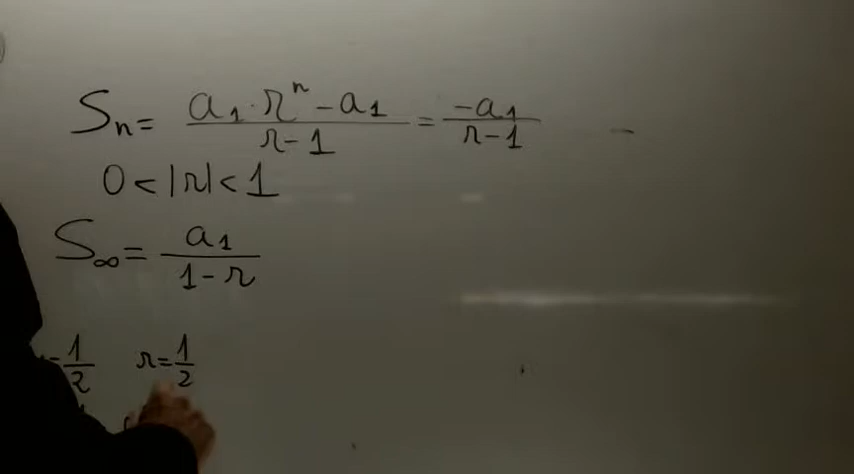 Sₙ = (a₁·rⁿ − a₁)/(r − 1) = (−a₁)/(r − 1)
0 < |r| < 1
S∞ = a₁/(1 − r)
= 1/2 r = 1/2